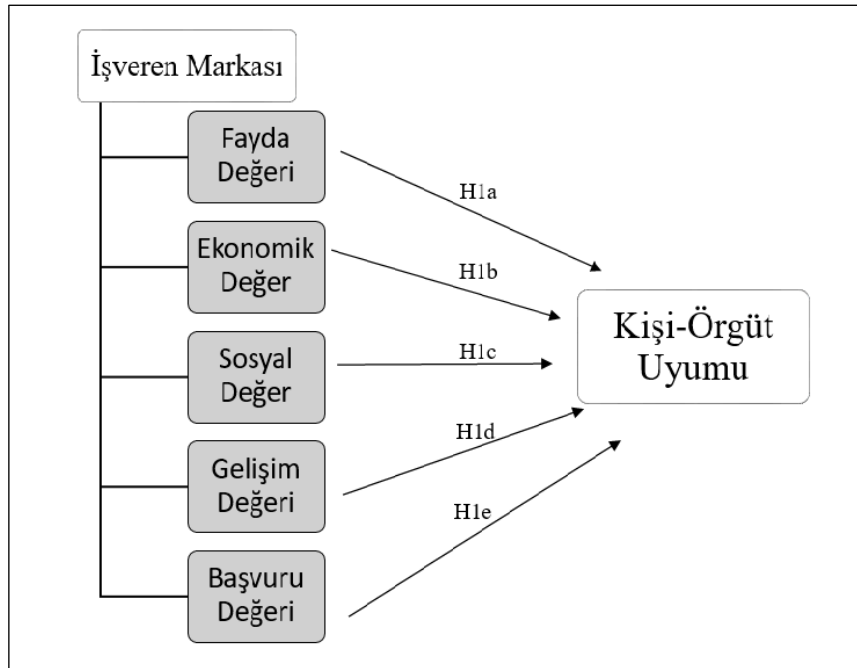 İşveren Markası
Fayda
Değeri
H1a
Ekonomik
Değer
H1b
Sosyal
Değer
H1c
Kişi-Örgüt
Uyumu
Gelişim
Değeri
H1d
Başvuru
Değeri
H1e